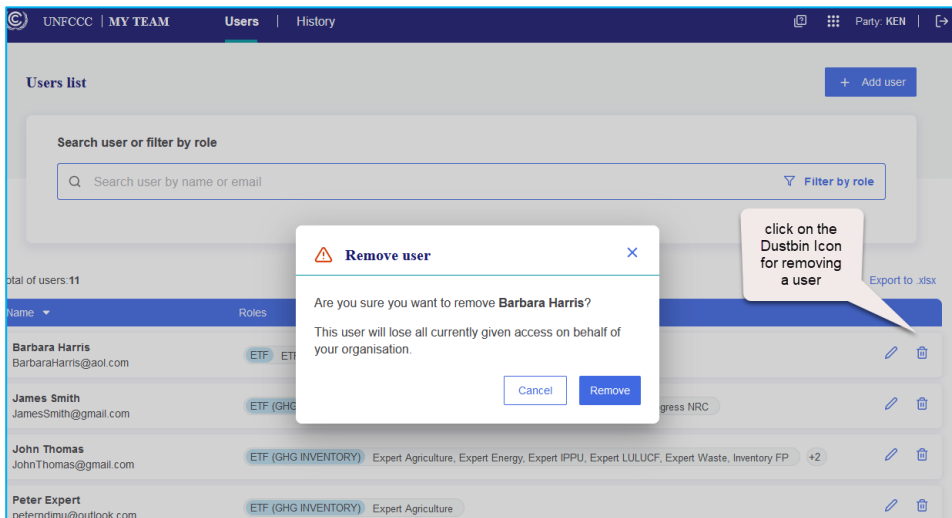 UNFCCC | MY TEAM Users | History Party: KEN |
Users list
+ Add user
Search user or filter by role
Search user by name or email Filter by role
click on the
Dustbin Icon
for removing
a user
Remove user
otal of users:11 Export to .xlsx
Name Roles
Are you sure you want to remove Barbara Harris?
This user will lose all currently given access on behalf of
your organisation.
Cancel Remove
Barbara Harris
BarbaraHarris@aol.com
ETF
James Smith
JamesSmith@gmail.com
ETF (GHG gress NRC
John Thomas
JohnThomas@gmail.com
ETF (GHG INVENTORY) Expert Agriculture, Expert Energy, Expert IPPU, Expert LULUCF, Expert Waste, Inventory FP +2
Peter Expert
peterndimu@outlook.com
ETF (GHG INVENTORY) Expert Agriculture